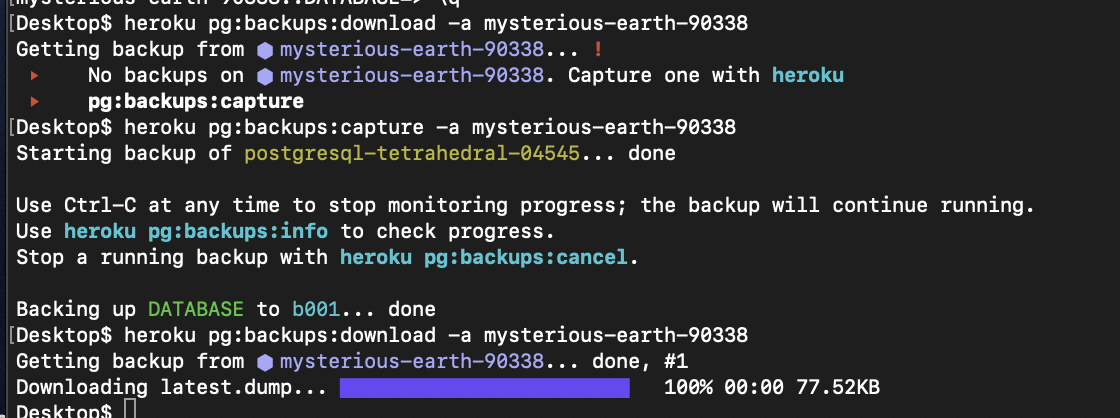 mysterious-earth-90338::DATABASE=> \q
[Desktop$ heroku pg:backups:download -a mysterious-earth-90338
Getting backup from ⬢ mysterious-earth-90338... !
▸ No backups on ⬢ mysterious-earth-90338. Capture one with heroku
▸ pg:backups:capture
[Desktop$ heroku pg:backups:capture -a mysterious-earth-90338
Starting backup of postgresql-tetrahedral-04545... done
Use Ctrl-C at any time to stop monitoring progress; the backup will continue running.
Use heroku pg:backups:info to check progress.
Stop a running backup with heroku pg:backups:cancel.
Backing up DATABASE to b001... done
[Desktop$ heroku pg:backups:download -a mysterious-earth-90338
Getting backup from ⬢ mysterious-earth-90338... done, #1
Downloading latest.dump... 100% 00:00 77.52KB
Desktop$